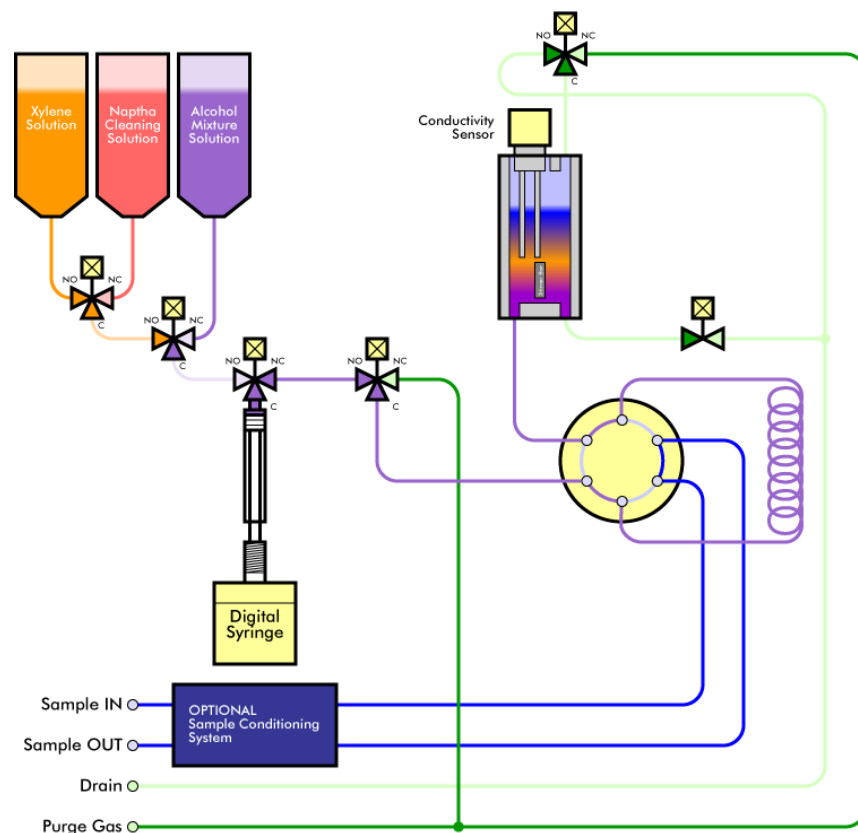 NO
NC
C
Conductivity
Sensor
Xylene
Solution
Naptha
Cleaning
Solution
Alcohol
Mixture
Solution
NO
NC
C
NO
NC
C
NO
NC
C
NO
NC
C
Digital
Syringe
Sample IN
OPTIONAL
Sample Conditioning
System
Sample OUT
Drain
Purge Gas